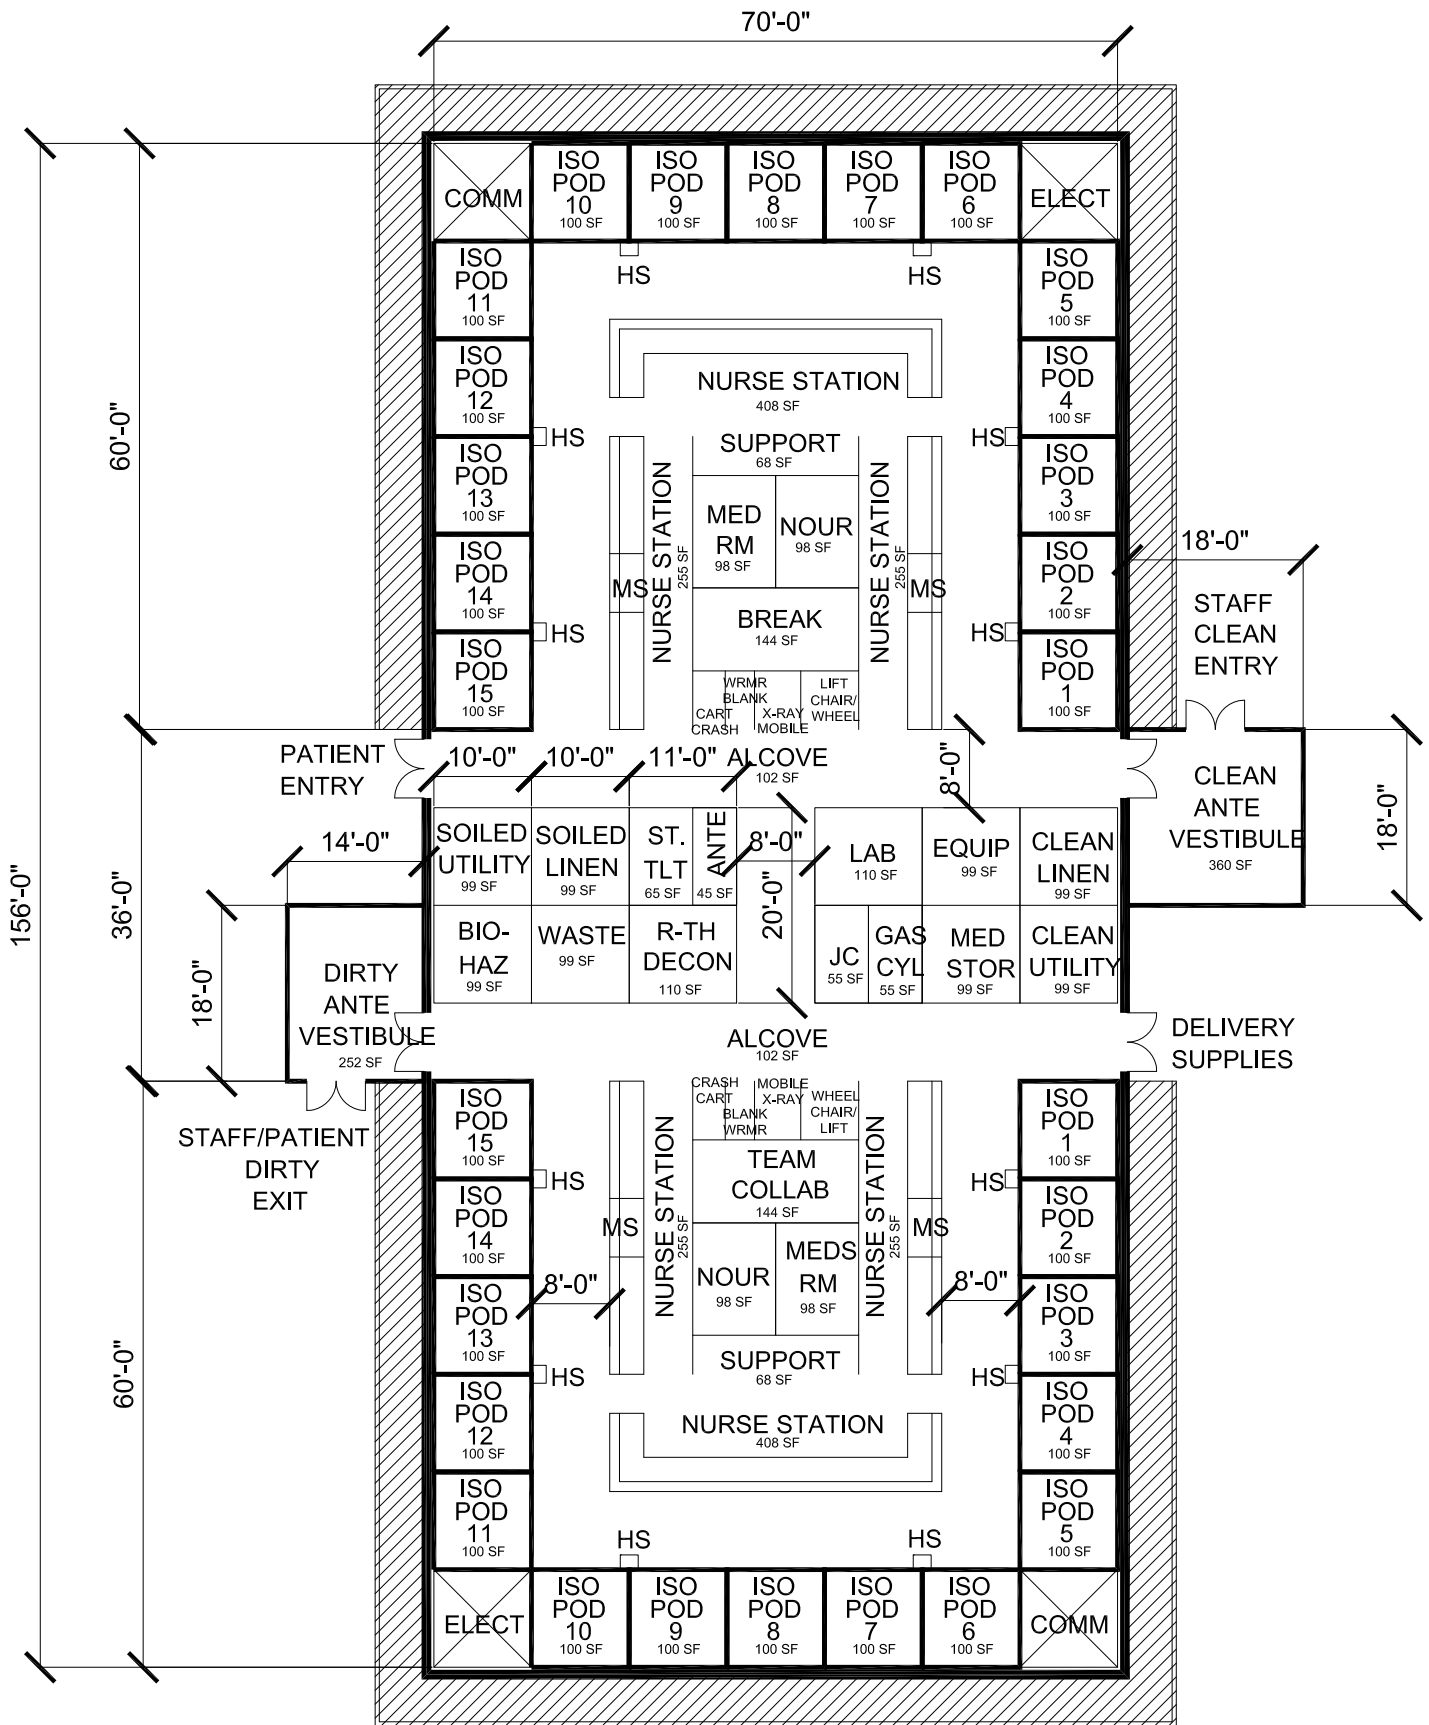 70'-0"
COMM
ISO
POD
10
100 SF
ISO
POD
9
100 SF
ISO
POD
8
100 SF
ISO
POD
7
100 SF
ISO
POD
6
100 SF
ELECT
ISO
POD
11
100 SF
HS
HS
ISO
POD
5
100 SF
ISO
POD
12
100 SF
NURSE STATION
408 SF
ISO
POD
4
100 SF
60'-0"
HS
SUPPORT
68 SF
HS
ISO
POD
13
100 SF
NURSE STATION
255 SF
MED
RM
98 SF
NOUR
98 SF
NURSE STATION
255 SF
ISO
POD
3
100 SF
18'-0"
ISO
POD
14
100 SF
MS
MS
ISO
POD
2
100 SF
STAFF
CLEAN
ENTRY
HS
BREAK
144 SF
HS
ISO
POD
15
100 SF
WRMR
BLANK
CART
CRASH
X-RAY
MOBILE
LIFT
CHAIR/
WHEEL
ISO
POD
1
100 SF
PATIENT
ENTRY
10'-0"
10'-0"
11'-0"
ALCOVE
102 SF
8'-0"
CLEAN
ANTE
VESTIBULE
360 SF
18'-0"
14'-0"
SOILED
UTILITY
99 SF
SOILED
LINEN
99 SF
ST.
TLT
65 SF
ANTE
45 SF
8'-0"
LAB
110 SF
EQUIP
99 SF
CLEAN
LINEN
99 SF
156'-0"
36'-0"
20'-0"
BIO-
HAZ
99 SF
WASTE
99 SF
R-TH
DECON
110 SF
JC
55 SF
GAS
CYL
55 SF
MED
STOR
99 SF
CLEAN
UTILITY
99 SF
18'-0"
DIRTY
ANTE
VESTIBULE
252 SF
ALCOVE
102 SF
DELIVERY
SUPPLIES
STAFF/PATIENT
DIRTY
EXIT
ISO
POD
15
100 SF
CRASH
CART
BLANK
WRMR
MOBILE
X-RAY
WHEEL
CHAIR/
LIFT
ISO
POD
1
100 SF
HS
TEAM
COLLAB
144 SF
HS
ISO
POD
14
100 SF
MS
NURSE STATION
255 SF
NURSE STATION
255 SF
MS
ISO
POD
2
100 SF
8'-0"
NOUR
98 SF
MEDS
RM
98 SF
8'-0"
ISO
POD
13
100 SF
ISO
POD
3
100 SF
60'-0"
HS
SUPPORT
68 SF
HS
ISO
POD
12
100 SF
NURSE STATION
408 SF
ISO
POD
4
100 SF
ISO
POD
11
100 SF
HS
HS
ISO
POD
5
100 SF
ELECT
ISO
POD
10
100 SF
ISO
POD
9
100 SF
ISO
POD
8
100 SF
ISO
POD
7
100 SF
ISO
POD
6
100 SF
COMM